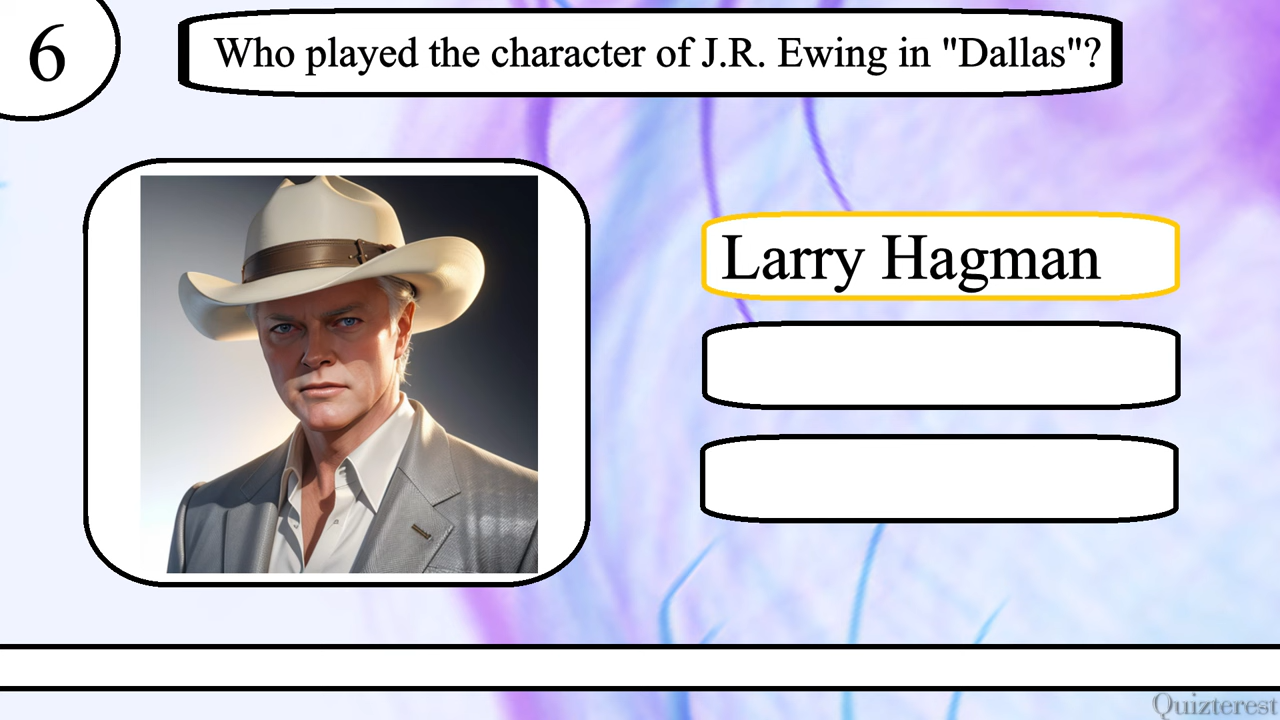 6
Who played the character of J.R. Ewing in "Dallas"?
Larry Hagman
Quizterest